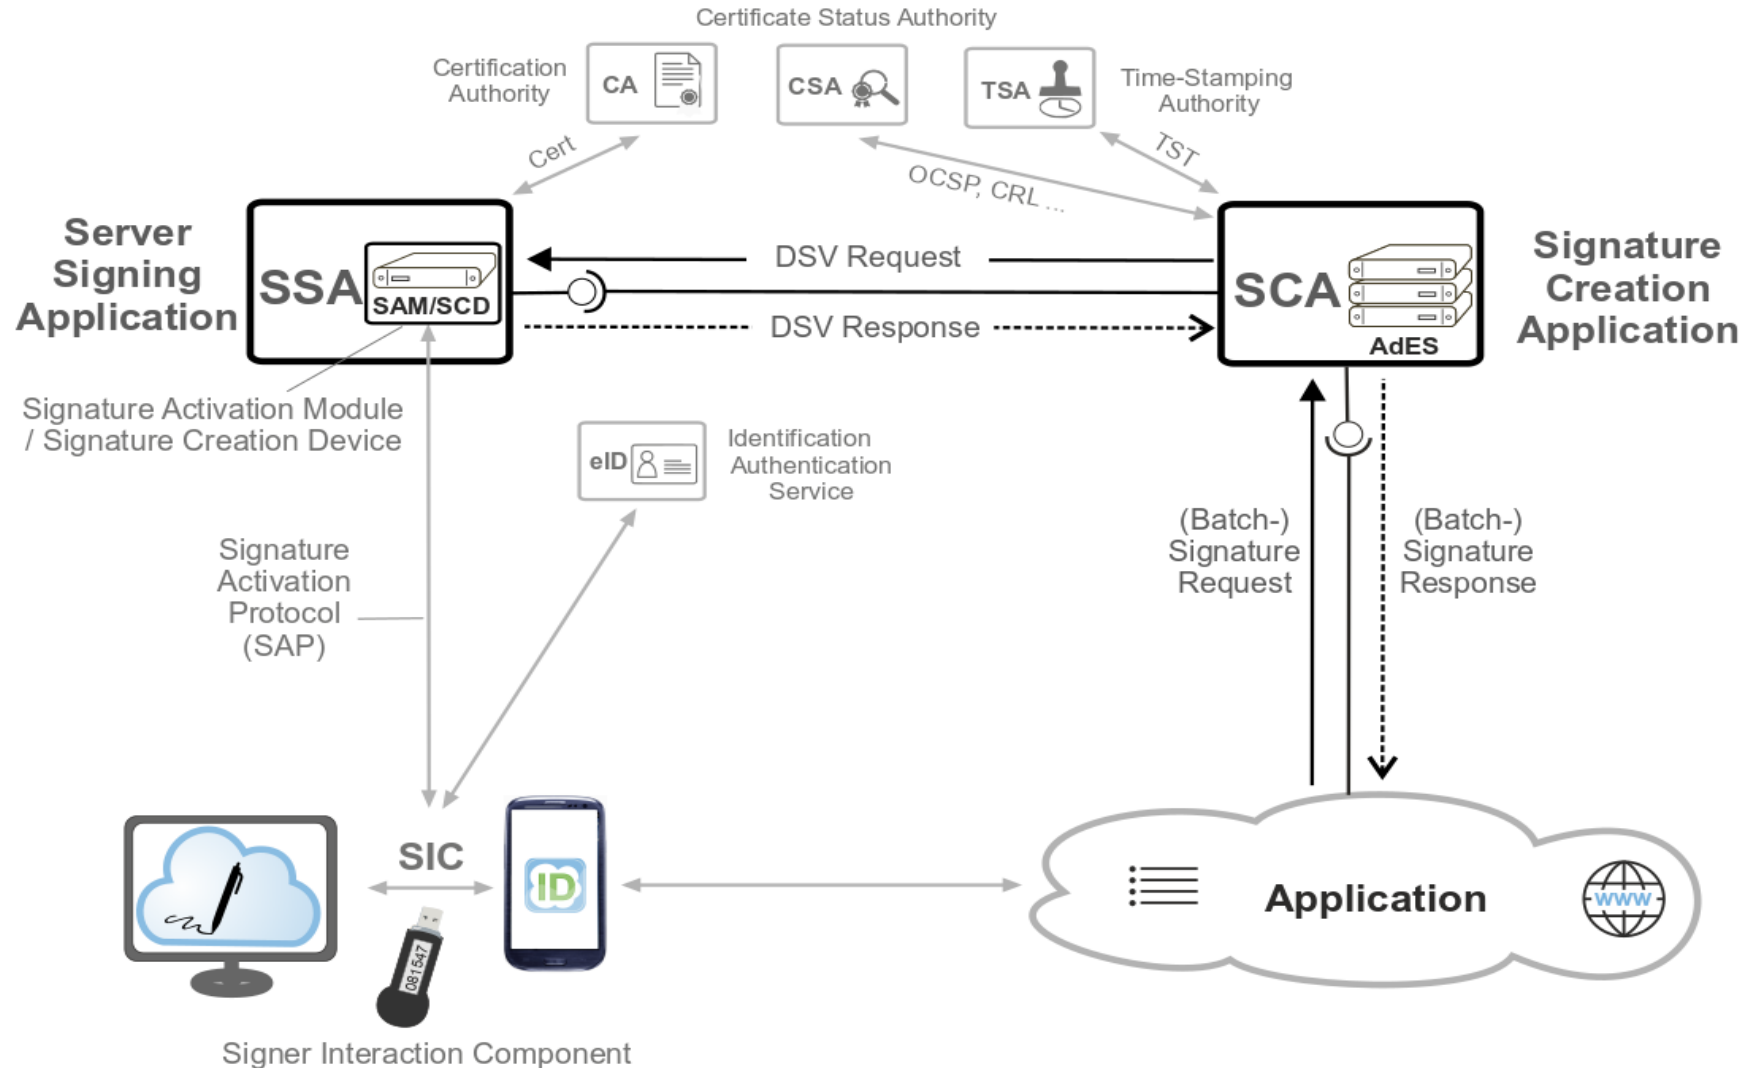 Certificate Status Authority
Certification
Authority
CA
CSA
TSA
Time-Stamping
Authority
Cert
OCSP, CRL ...
TST
Server
Signing
Application
SSA
SAM/SCD
DSV Request
DSV Response
SCA
AdES
Signature
Creation
Application
Signature Activation Module
/ Signature Creation Device
eID
Identification
Authentication
Service
Signature
Activation
Protocol
(SAP)
(Batch-)
Signature
Request
(Batch-)
Signature
Response
SIC
ID
081547
Application
www
Signer Interaction Component